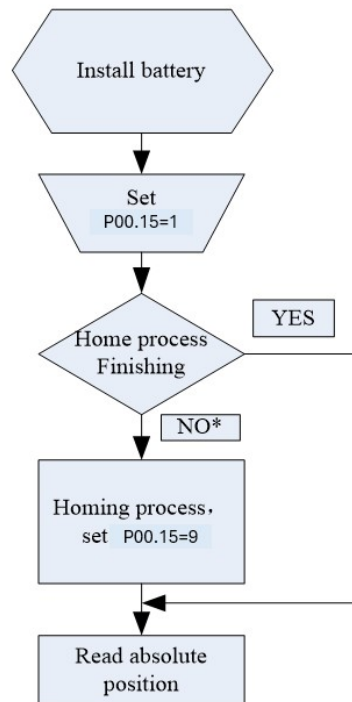 Install battery
Set
P00.15=1
Home process
Finishing
YES
NO*
Homing process，
set P00.15=9
Read absolute
position